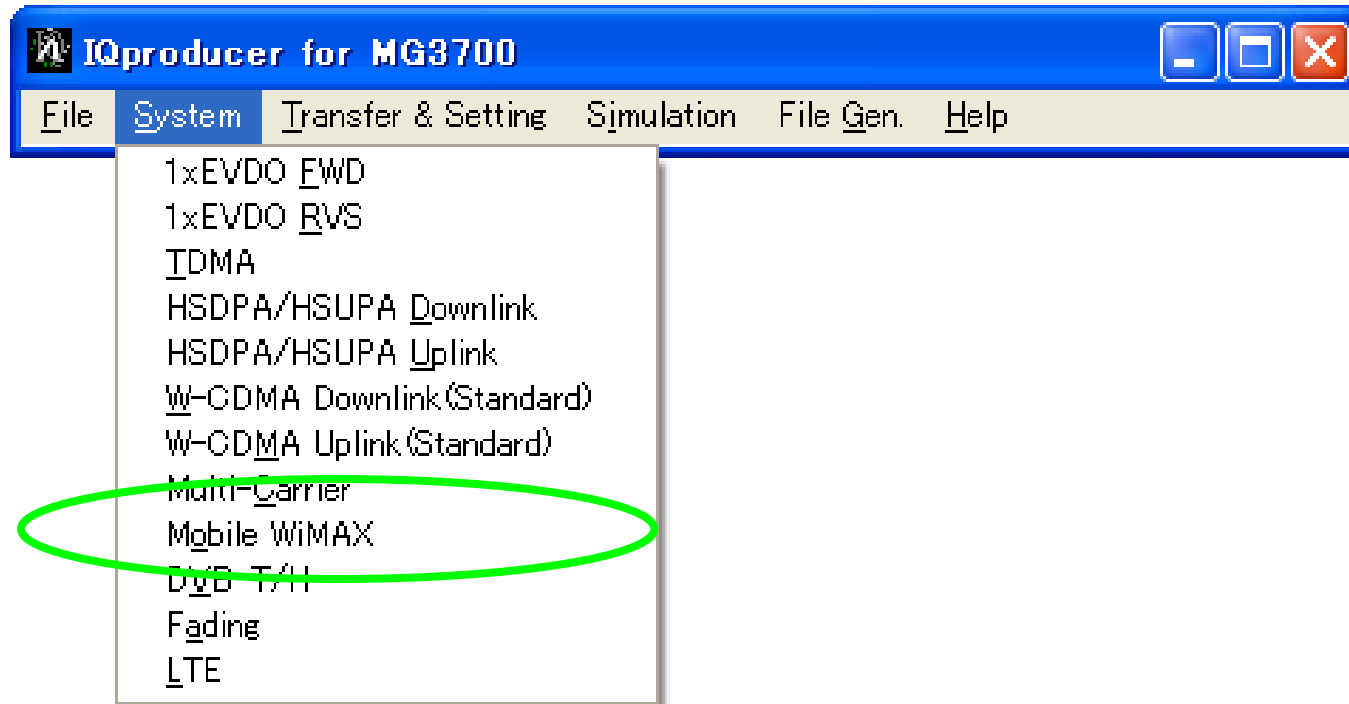 IQproducer for MG3700
File System Transfer & Setting Simulation File Gen. Help
1xEVDO FWD
1xEVDO RVS
TDMA
HSDPA/HSUPA Downlink
HSDPA/HSUPA Uplink
W-CDMA Downlink(Standard)
W-CDMA Uplink(Standard)
Multi-Carrier
Mobile WiMAX
DVB-T/H
Fading
LTE